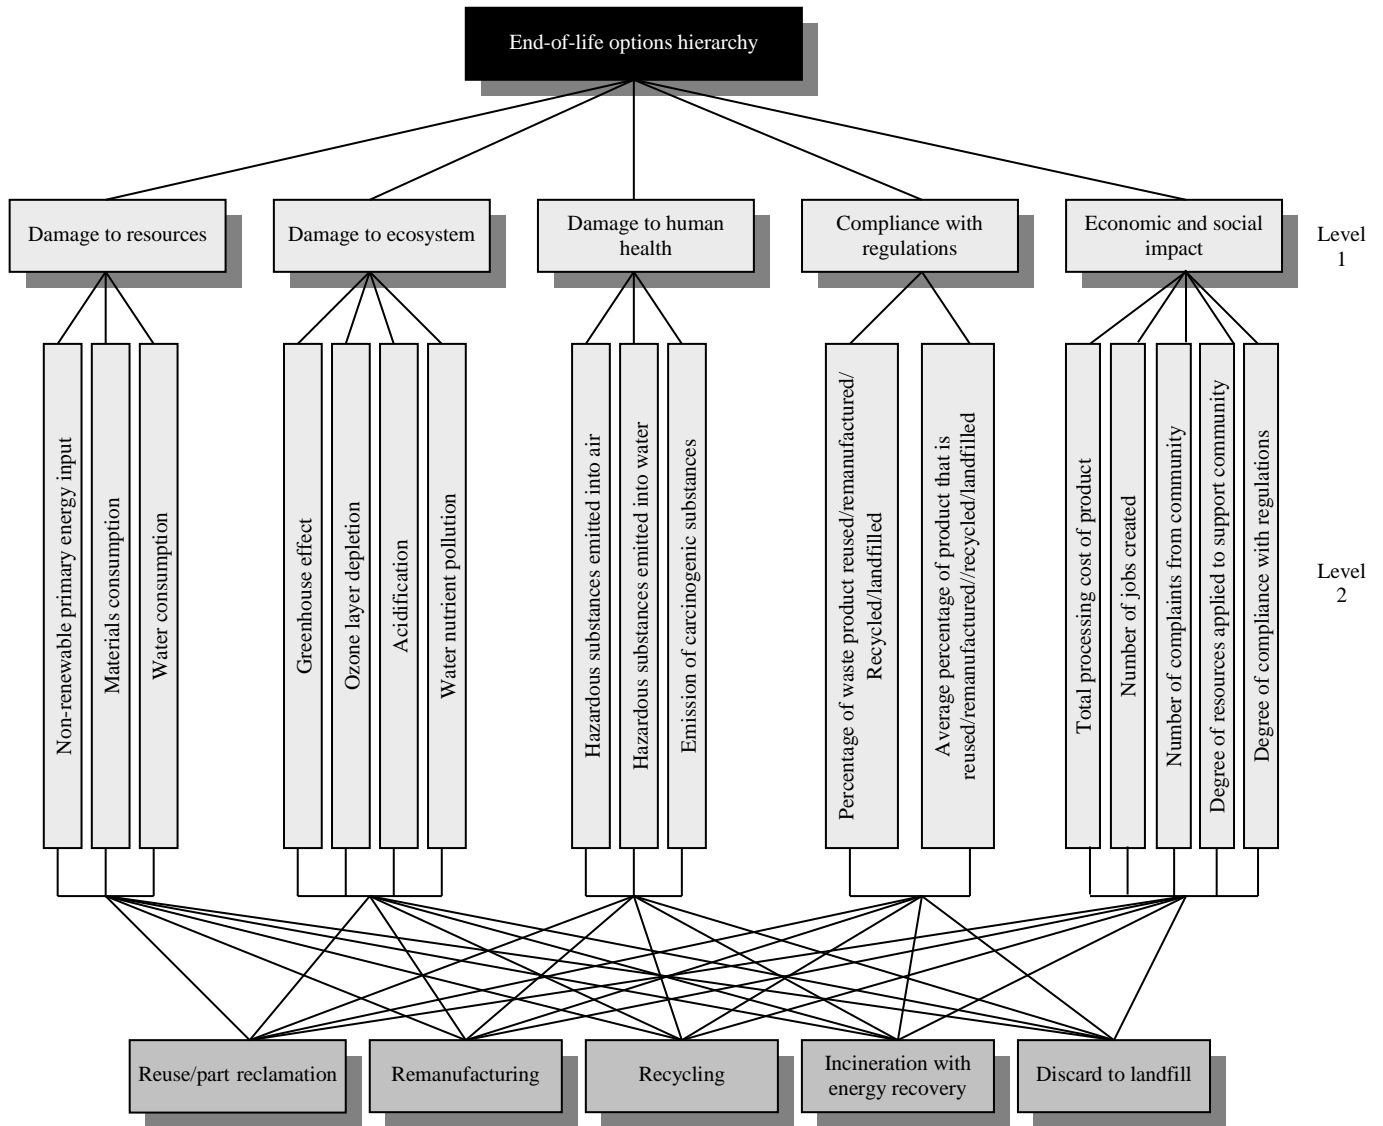 End-of-life options hierarchy
Damage to resources
Damage to ecosystem
Damage to human
health
Compliance with
regulations
Economic and social
impact
Level
1
Non-renewable primary energy input
Materials consumption
Water consumption
Greenhouse effect
Ozone layer depletion
Acidification
Water nutrient pollution
Hazardous substances emitted into air
Hazardous substances emitted into water
Emission of carcinogenic substances
Percentage of waste product reused/remanufactured/
Recycled/landfilled
Average percentage of product that is
reused/remanufactured//recycled/landfilled
Total processing cost of product
Number of jobs created
Number of complaints from community
Degree of resources applied to support community
Degree of compliance with regulations
Level
2
Reuse/part reclamation
Remanufacturing
Recycling
Incineration with
energy recovery
Discard to landfill